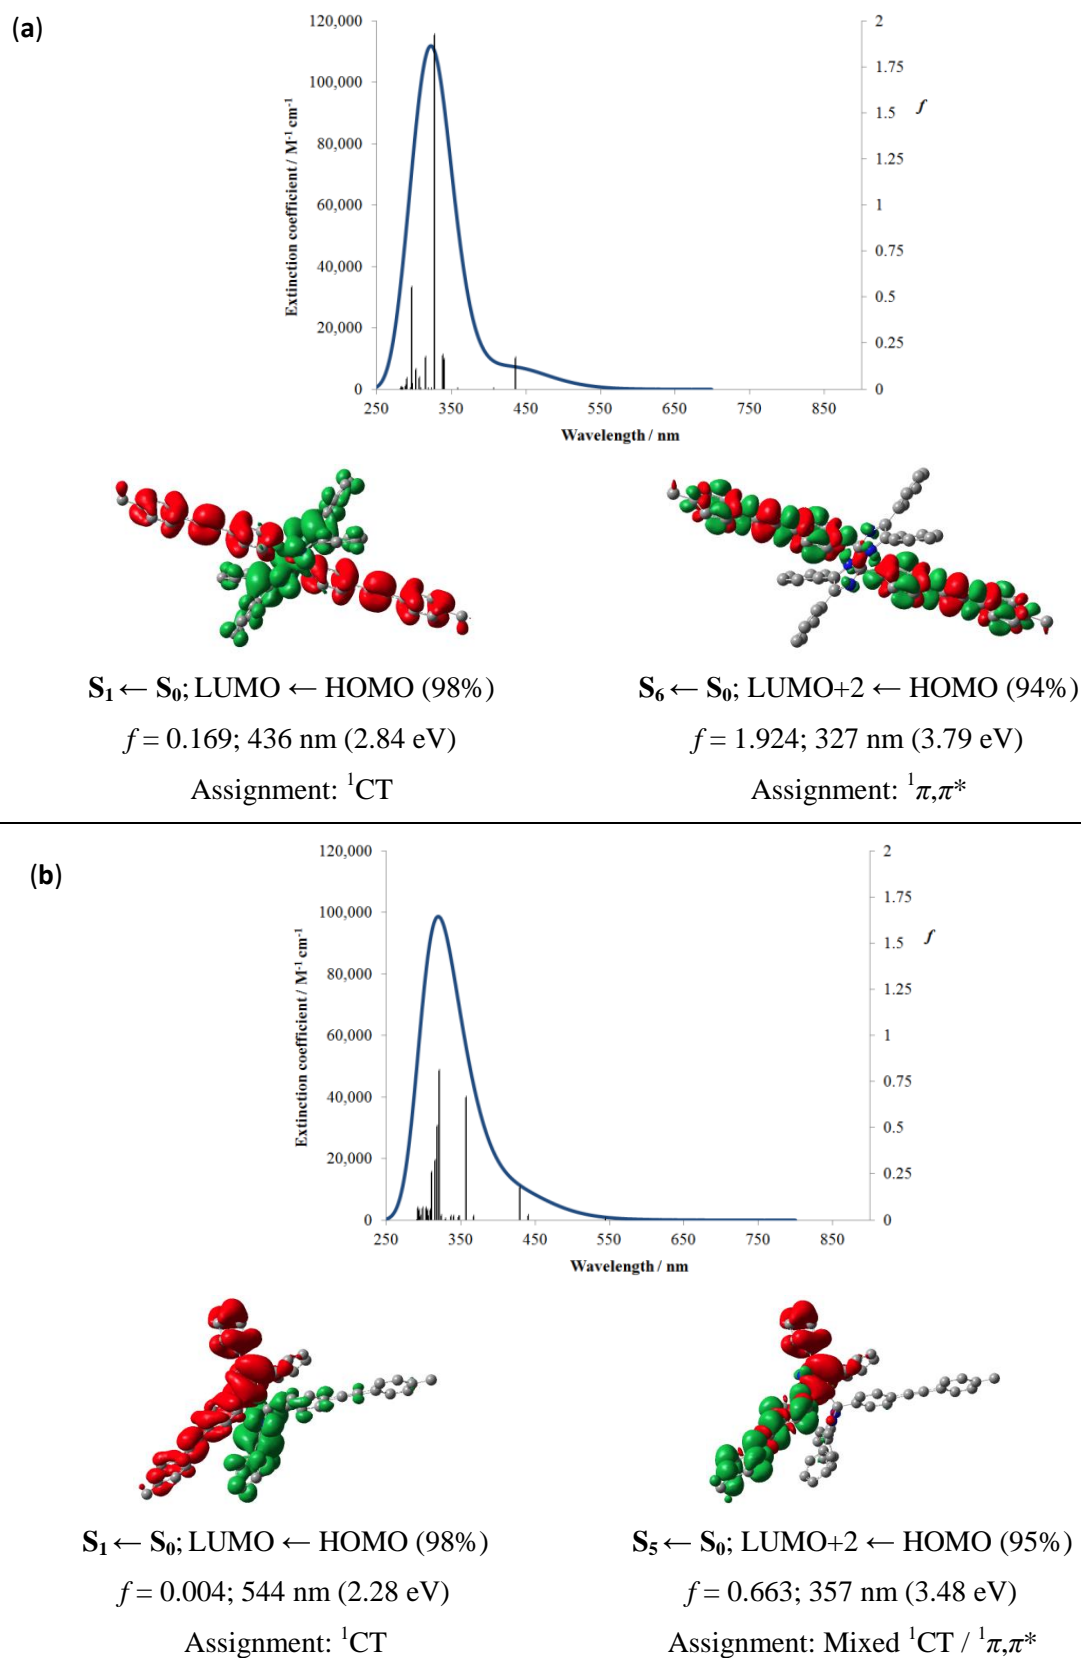 (a)
120,000
100,000
80,000
60,000
40,000
20,000
0
Extinction coefficient / M-1 cm-1
2
1.75
1.5
1.25
1
0.75
0.5
0.25
0
f
250 350 450 550 650 750 850
Wavelength / nm
S1 ← S0; LUMO ← HOMO (98%)
f = 0.169; 436 nm (2.84 eV)
Assignment: 1CT
S6 ← S0; LUMO+2 ← HOMO (94%)
f = 1.924; 327 nm (3.79 eV)
Assignment: 1π,π*
(b)
120,000
100,000
80,000
60,000
40,000
20,000
0
Extinction coefficient / M-1 cm-1
2
1.75
1.5
1.25
1
0.75
0.5
0.25
0
f
250 350 450 550 650 750 850
Wavelength / nm
S1 ← S0; LUMO ← HOMO (98%)
f = 0.004; 544 nm (2.28 eV)
Assignment: 1CT
S5 ← S0; LUMO+2 ← HOMO (95%)
f = 0.663; 357 nm (3.48 eV)
Assignment: Mixed 1CT / 1π,π*